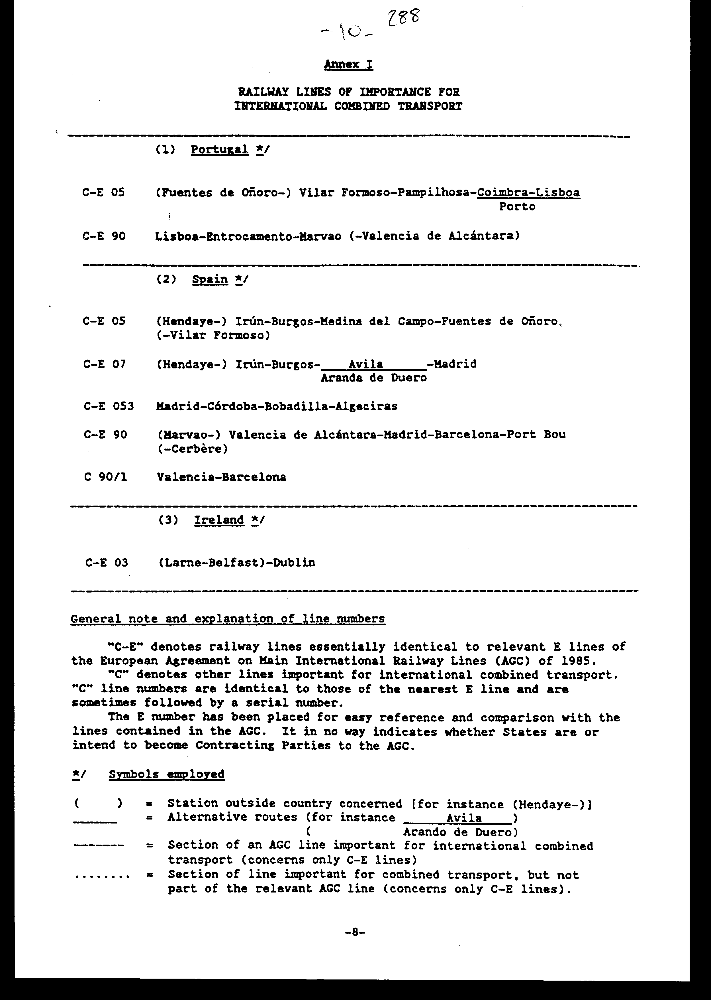 288
- 10 -
Annex I
RAILWAY LINES OF IMPORTANCE FOR
INTERNATIONAL COMBINED TRANSPORT
(1) Portugal */
C-E 05 (Fuentes de Oñoro-) Vilar Formoso-Pampilhosa-Coimbra-Lisboa
Porto
C-E 90 Lisboa-Entrocamento-Marvao (-Valencia de Alcántara)
(2) Spain */
C-E 05 (Hendaye-) Irún-Burgos-Medina del Campo-Fuentes de Oñoro
(-Vilar Formoso)
C-E 07 (Hendaye-) Irún-Burgos- Avila -Madrid
Aranda de Duero
C-E 053 Madrid-Córdoba-Bobadilla-Algeciras
C-E 90 (Marvao-) Valencia de Alcántara-Madrid-Barcelona-Port Bou
(-Cerbère)
C 90/1 Valencia-Barcelona
(3) Ireland */
C-E 03 (Larne-Belfast)-Dublin
General note and explanation of line numbers
"C-E" denotes railway lines essentially identical to relevant E lines of
the European Agreement on Main International Railway Lines (AGC) of 1985.
"C" denotes other lines important for international combined transport.
"C" line numbers are identical to those of the nearest E line and are
sometimes followed by a serial number.
The E number has been placed for easy reference and comparison with the
lines contained in the AGC. It in no way indicates whether States are or
intend to become Contracting Parties to the AGC.
*/ Symbols employed
( ) = Station outside country concerned [for instance (Hendaye-)]
______ = Alternative routes (for instance Avila )
( Arando de Duero)
------- = Section of an AGC line important for international combined
transport (concerns only C-E lines)
........ = Section of line important for combined transport, but not
part of the relevant AGC line (concerns only C-E lines).
-8-